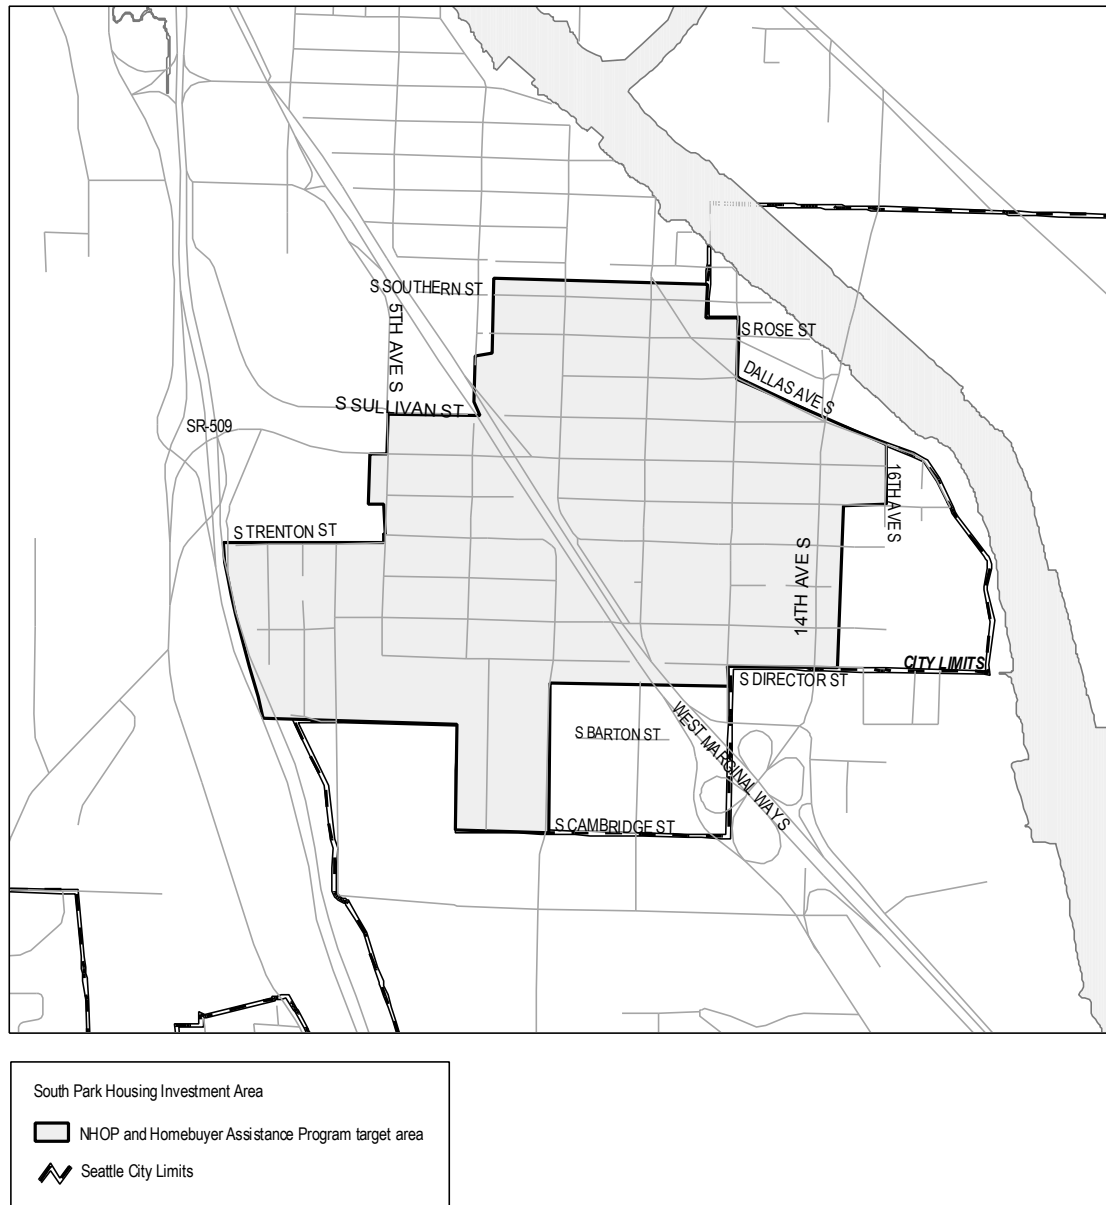 S SOUTHERN ST
5TH AVE S
S ROSE ST
DALLAS AVE S
S SULLIVAN ST
SR-509
16TH AVE S
S TRENTON ST
14TH AVE S
CITY LIMITS
S DIRECTOR ST
WEST MARGINAL WAY S
S BARTON ST
S CAMBRIDGE ST
South Park Housing Investment Area
NHOP and Homebuyer Assistance Program target area
Seattle City Limits